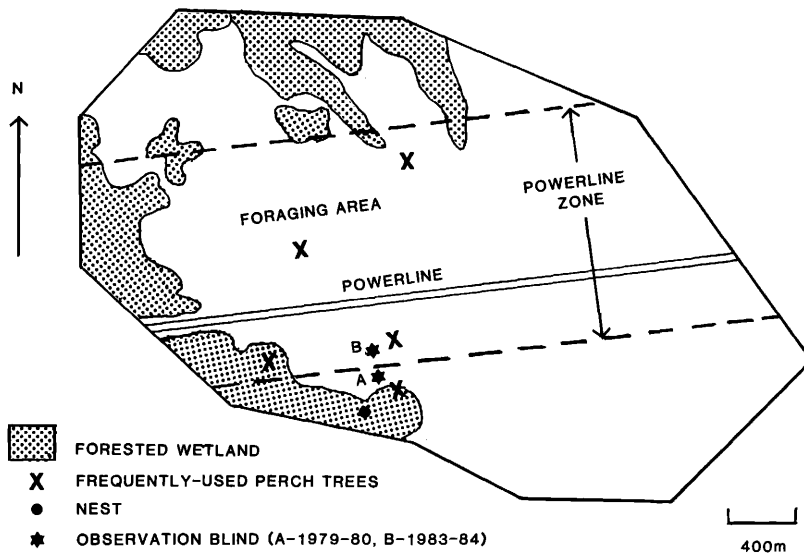 N
FORAGING AREA
POWERLINE
ZONE
POWERLINE
B
A
FORESTED WETLAND
X FREQUENTLY-USED PERCH TREES
NEST
OBSERVATION BLIND (A-1979-80, B-1983-84)
400m